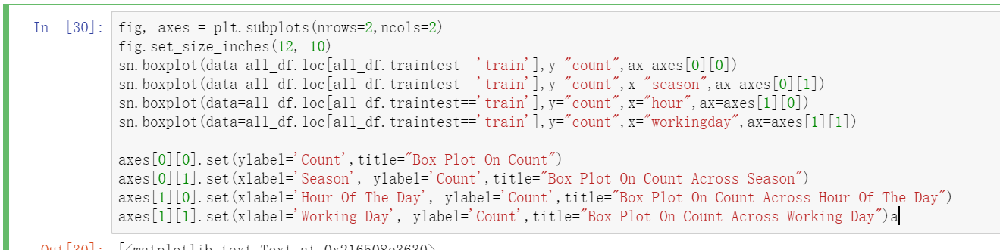 In [30]: fig, axes = plt.subplots(nrows=2,ncols=2)
fig.set_size_inches(12, 10)
sn.boxplot(data=all_df.loc[all_df.traintest=='train'],y="count",ax=axes[0][0])
sn.boxplot(data=all_df.loc[all_df.traintest=='train'],y="count",x="season",ax=axes[0][1])
sn.boxplot(data=all_df.loc[all_df.traintest=='train'],y="count",x="hour",ax=axes[1][0])
sn.boxplot(data=all_df.loc[all_df.traintest=='train'],y="count",x="workingday",ax=axes[1][1])
axes[0][0].set(ylabel='Count',title="Box Plot On Count")
axes[0][1].set(xlabel='Season', ylabel='Count',title="Box Plot On Count Across Season")
axes[1][0].set(xlabel='Hour Of The Day', ylabel='Count',title="Box Plot On Count Across Hour Of The Day")
axes[1][1].set(xlabel='Working Day', ylabel='Count',title="Box Plot On Count Across Working Day")a
Out[30]: [<matplotlib.text.Text at